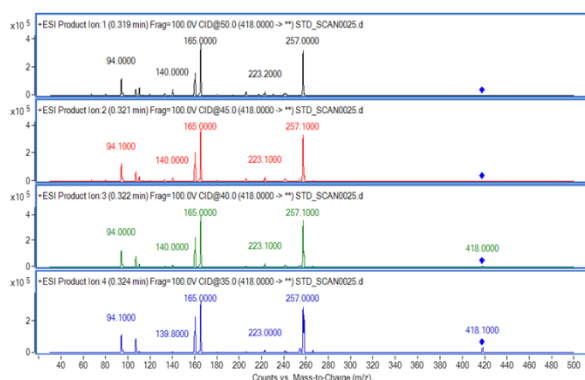 +ESI Product Ion:1 (0.319 min) Frag=100.0V CID@50.0 (418.0000 -> **) STD_SCAN0025.d
x10 5
165.0000 257.0000
4
94.0000
2 140.0000 223.2000
0
+ESI Product Ion:2 (0.321 min) Frag=100.0V CID@45.0 (418.0000 -> **) STD_SCAN0025.d
x10 5
165.0000 257.1000
4
94.1000
2 140.0000 223.1000
0
+ESI Product Ion:3 (0.322 min) Frag=100.0V CID@40.0 (418.0000 -> **) STD_SCAN0025.d
x10 5
165.0000 257.1000
4
94.0000
2 140.0000 223.1000 418.0000
0
+ESI Product Ion:4 (0.324 min) Frag=100.0V CID@35.0 (418.0000 -> **) STD_SCAN0025.d
x10 5
165.0000 257.0000
4
94.1000
2 139.8000 223.0000 418.1000
0
40 60 80 100 120 140 160 180 200 220 240 260 280 300 320 340 360 380 400 420 440 460 480 500
Counts vs. Mass-to-Charge (m/z)